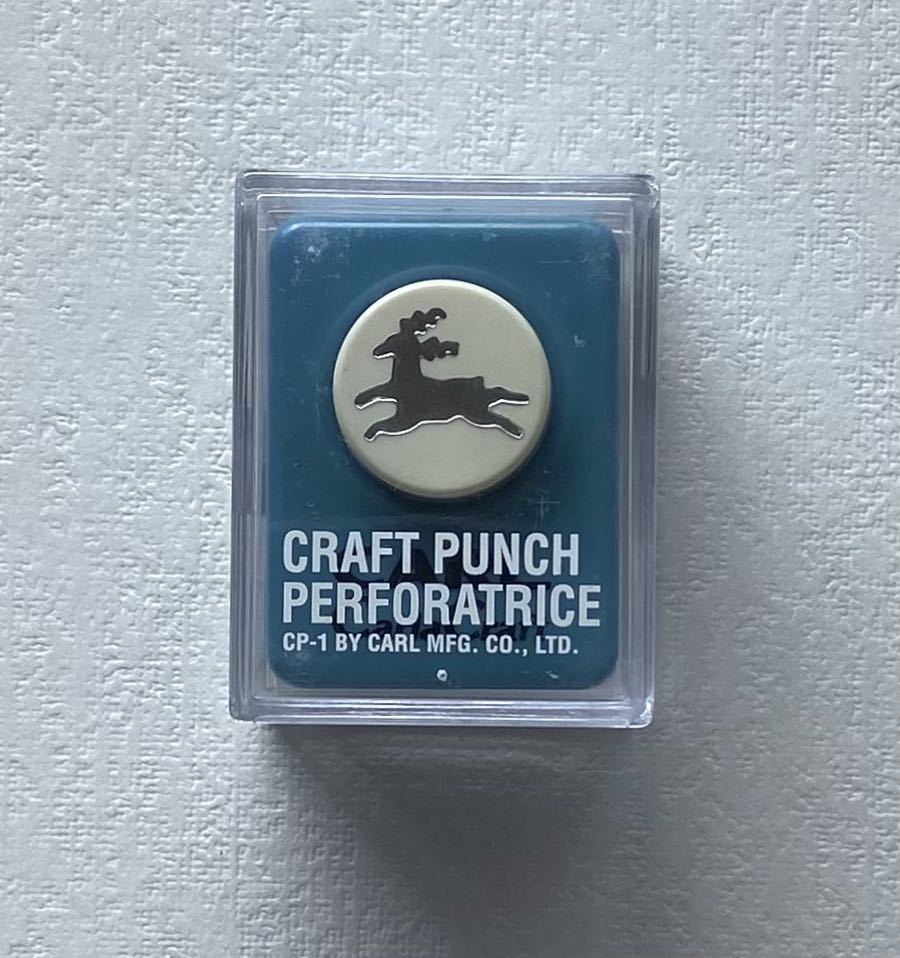 CRAFT PUNCH
PERFORATRICE
CP-1 BY CARL MFG. CO., LTD.